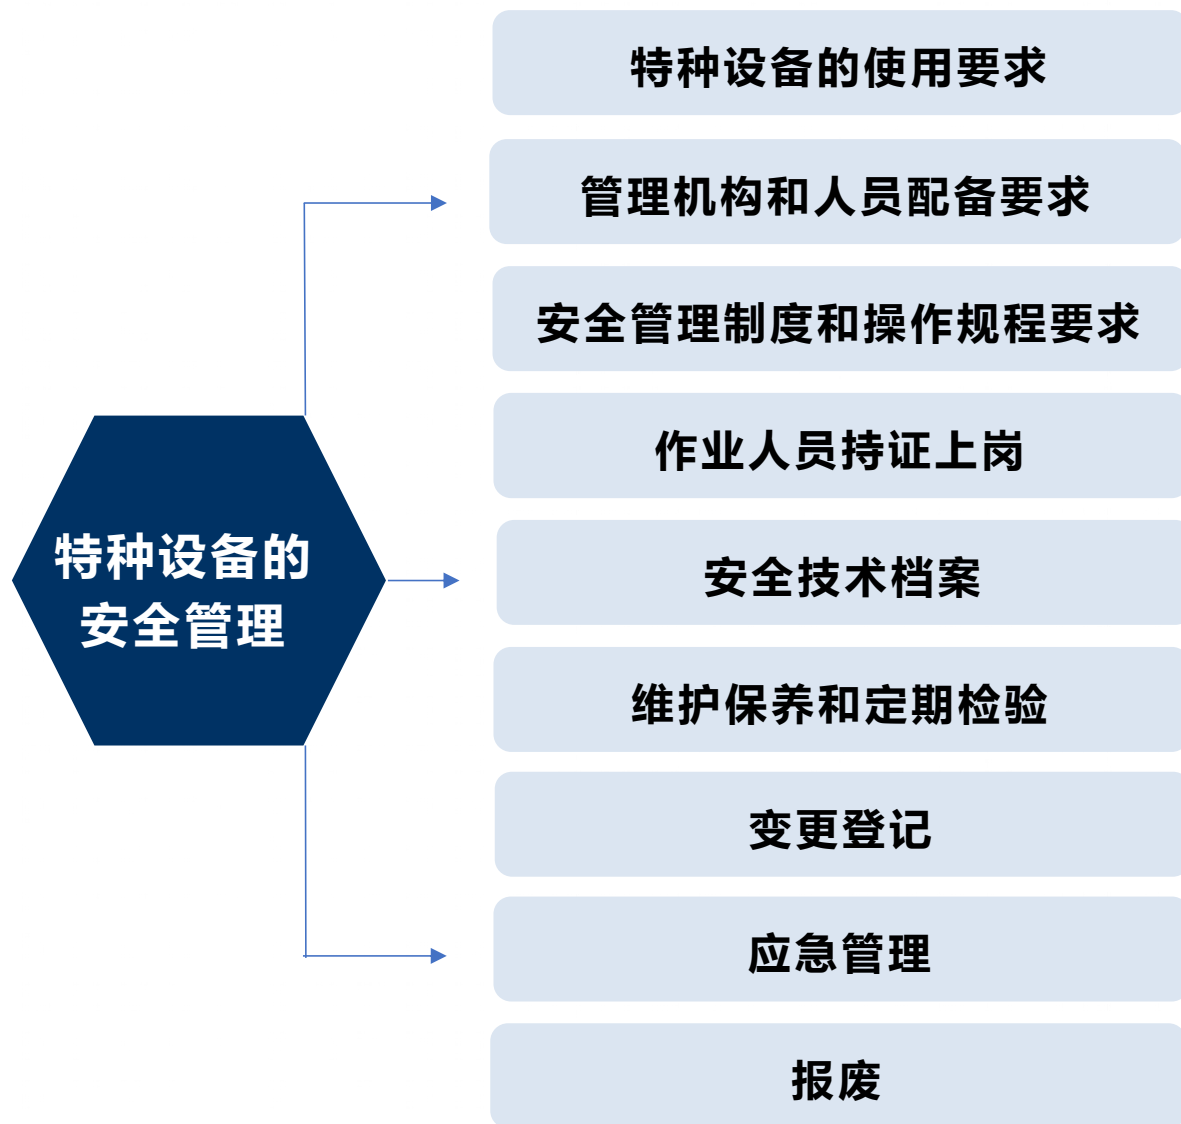 特种设备的使用要求
管理机构和人员配备要求
安全管理制度和操作规程要求
作业人员持证上岗
特种设备的
安全管理
安全技术档案
维护保养和定期检验
变更登记
应急管理
报废